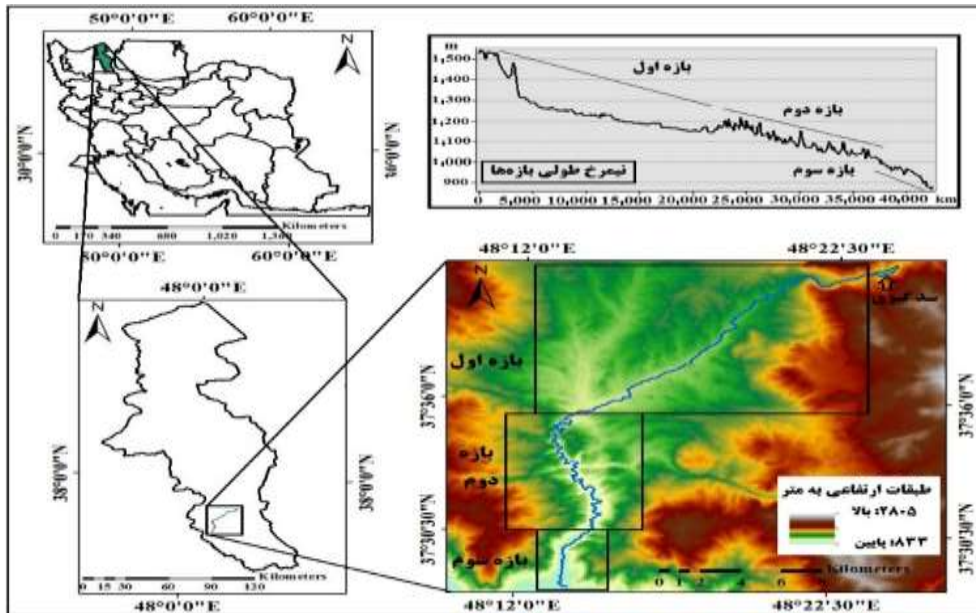 50°0'0"E 60°0'0"E
N
30°0'0"N
30°0'0"N
Kilometers
0 170 340 680 1,020 1,360
50°0'0"E 60°0'0"E
m
1,500
1,400
1,300
1,200
1,100
1,000
900
بازه اول
بازه دوم
بازه سوم
نیمرخ طولی بازه‌ها
0 5,000 10,000 15,000 20,000 25,000 30,000 35,000 40,000 km
48°0'0"E
N
38°0'0"N
38°0'0"N
Kilometers
0 15 30 60 90 120
48°0'0"E
48°12'0"E 48°22'30"E
N
بازه اول
37°36'0"N
37°36'0"N
بازه
دوم
37°30'30"N
37°30'30"N
بازه سوم
طبقات ارتفاعی به متر
بالا :۲۸۰۵
پایین :۸۳۳
Kilometers
0 1 2 4 6
48°12'0"E 48°22'30"E